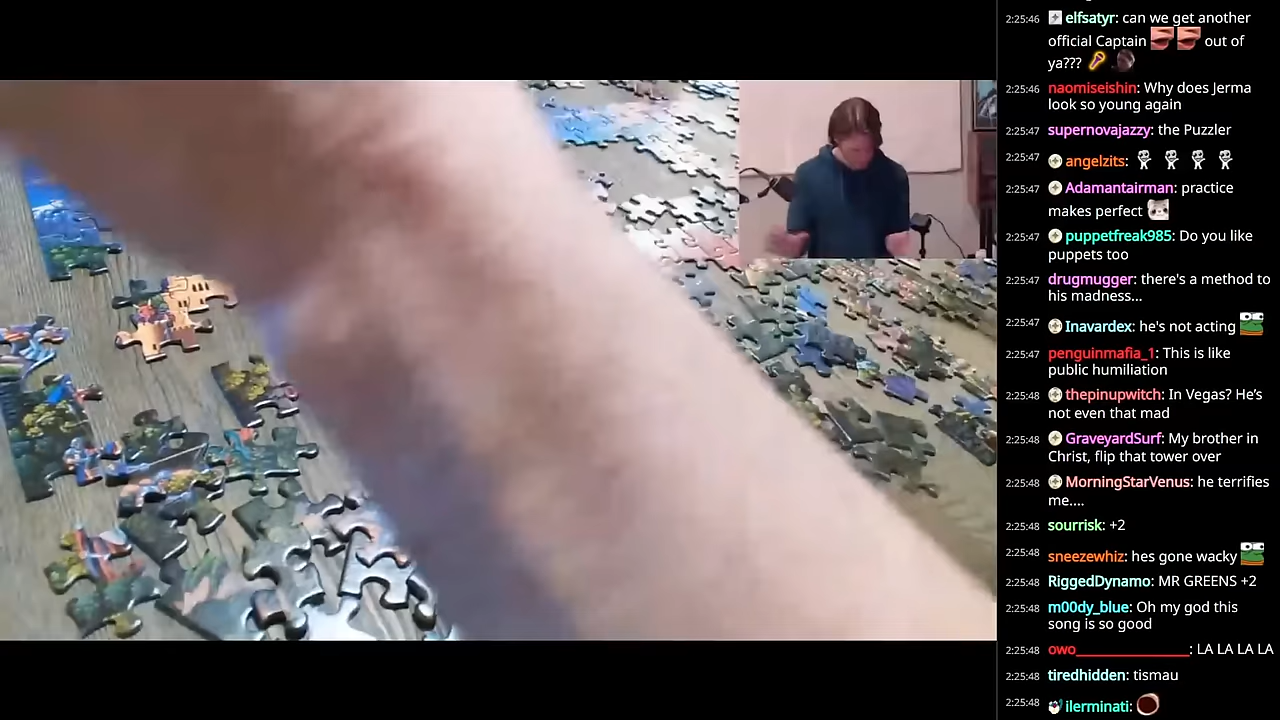 2:25:46 elfsatyr: can we get another
official Captain out of
ya???
2:25:46 naomiseishin: Why does Jerma
look so young again
2:25:47 supernovajazzy: the Puzzler
2:25:47 angelzits:
2:25:47 Adamantairman: practice
makes perfect
2:25:47 puppetfreak985: Do you like
puppets too
2:25:47 drugmugger: there's a method to
his madness...
2:25:47 Inavardex: he's not acting
2:25:47 penguinmafia_1: This is like
public humiliation
2:25:48 thepinupwitch: In Vegas? He's
not even that mad
2:25:48 GraveyardSurf: My brother in
Christ, flip that tower over
2:25:48 MorningStarVenus: he terrifies
me....
2:25:48 sourrisk: +2
2:25:48 sneezewhiz: hes gone wacky
2:25:48 RiggedDynamo: MR GREENS +2
2:25:48 m00dy_blue: Oh my god this
song is so good
2:25:48 owo_______________: LA LA LA LA
2:25:48 tiredhidden: tismau
2:25:48 ilerminati: